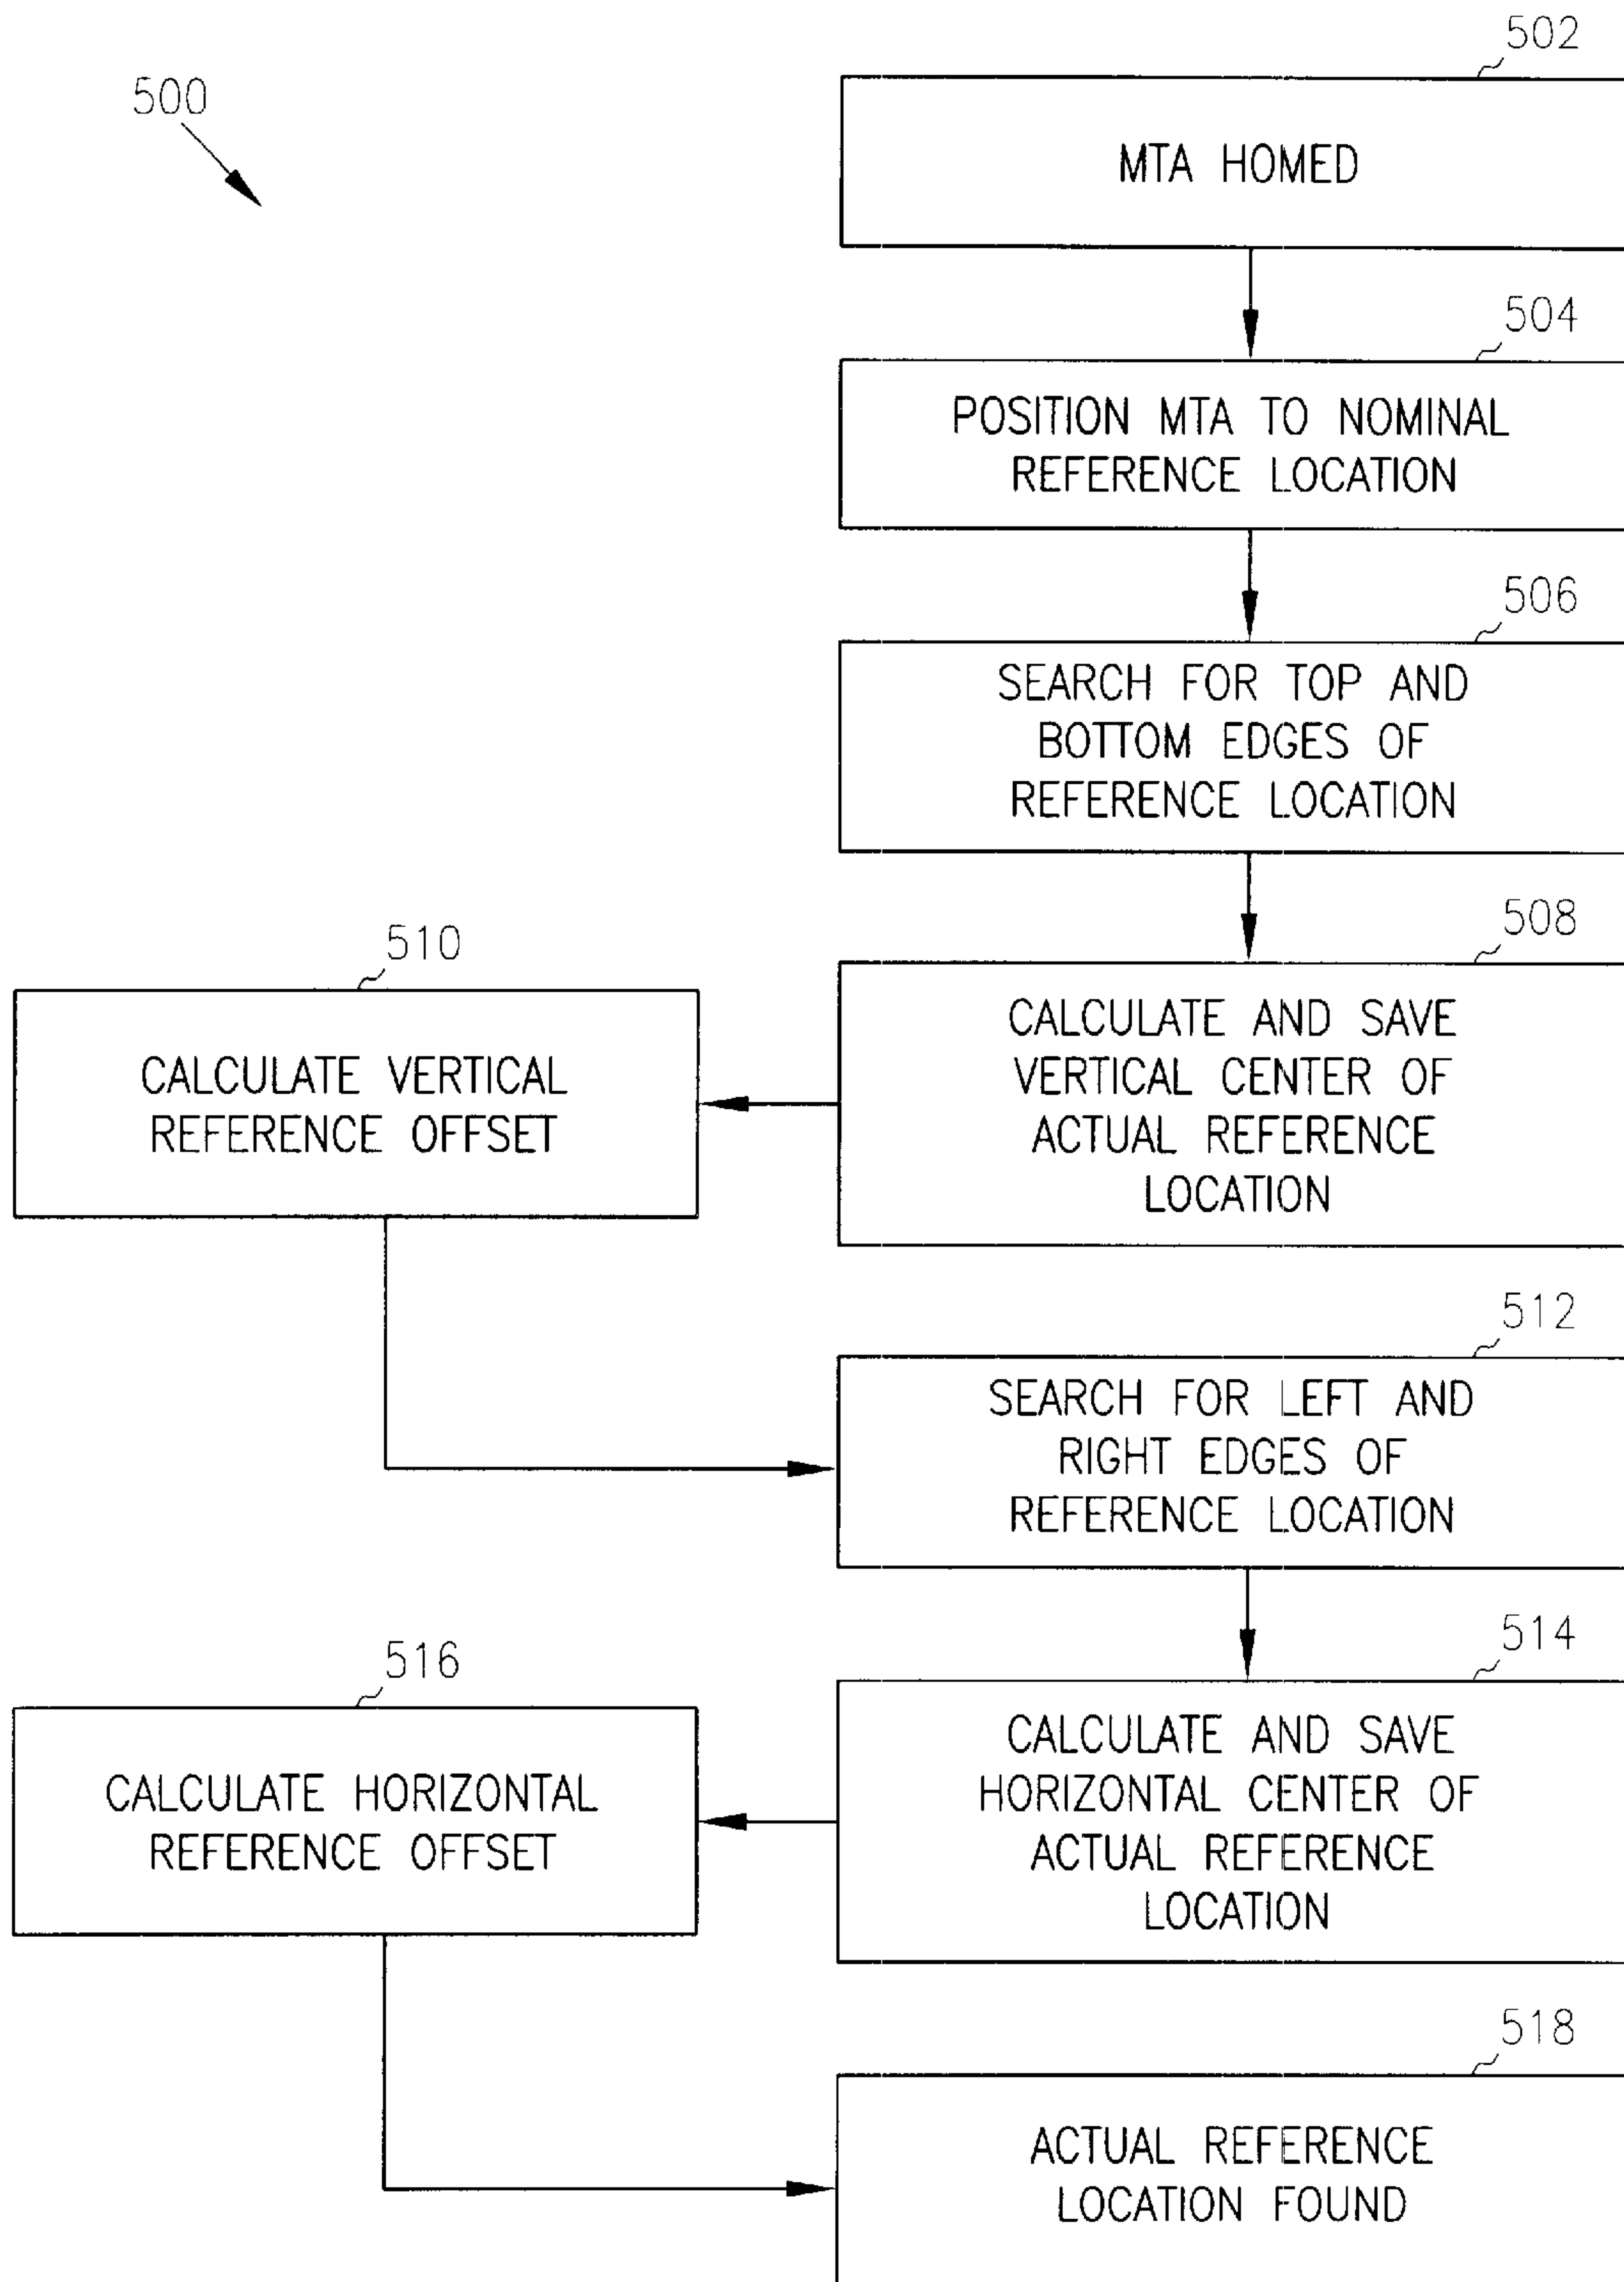 500
502
MTA HOMED
504
POSITION MTA TO NOMINAL
REFERENCE LOCATION
506
SEARCH FOR TOP AND
BOTTOM EDGES OF
REFERENCE LOCATION
508
CALCULATE AND SAVE
VERTICAL CENTER OF
ACTUAL REFERENCE
LOCATION
510
CALCULATE VERTICAL
REFERENCE OFFSET
512
SEARCH FOR LEFT AND
RIGHT EDGES OF
REFERENCE LOCATION
514
CALCULATE AND SAVE
HORIZONTAL CENTER OF
ACTUAL REFERENCE
LOCATION
516
CALCULATE HORIZONTAL
REFERENCE OFFSET
518
ACTUAL REFERENCE
LOCATION FOUND